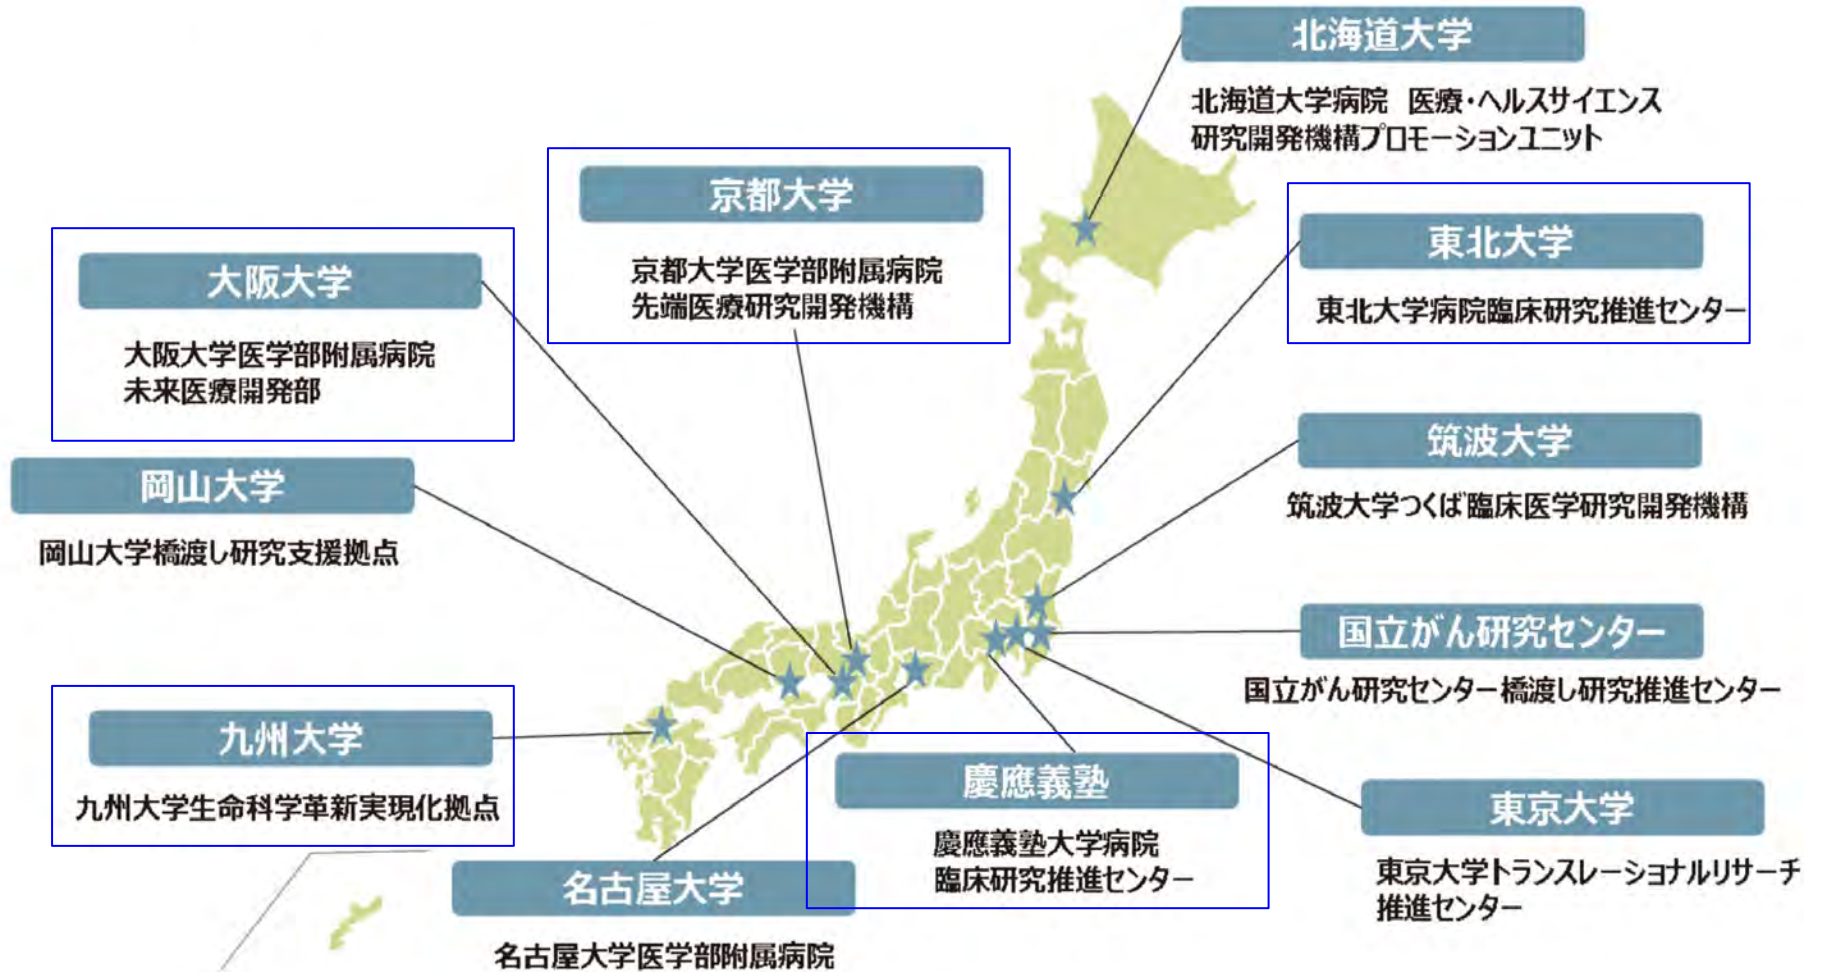 北海道大学
北海道大学病院　医療・ヘルスサイエンス
研究開発機構プロモーションユニット
京都大学
京都大学医学部附属病院
先端医療研究開発機構
東北大学
東北大学病院臨床研究推進センター
大阪大学
大阪大学医学部附属病院
未来医療開発部
筑波大学
筑波大学つくば臨床医学研究開発機構
岡山大学
岡山大学橋渡し研究支援拠点
国立がん研究センター
国立がん研究センター橋渡し研究推進センター
九州大学
九州大学生命科学革新実現化拠点
慶應義塾
慶應義塾大学病院
臨床研究推進センター
東京大学
東京大学トランスレーショナルリサーチ
推進センター
名古屋大学
名古屋大学医学部附属病院